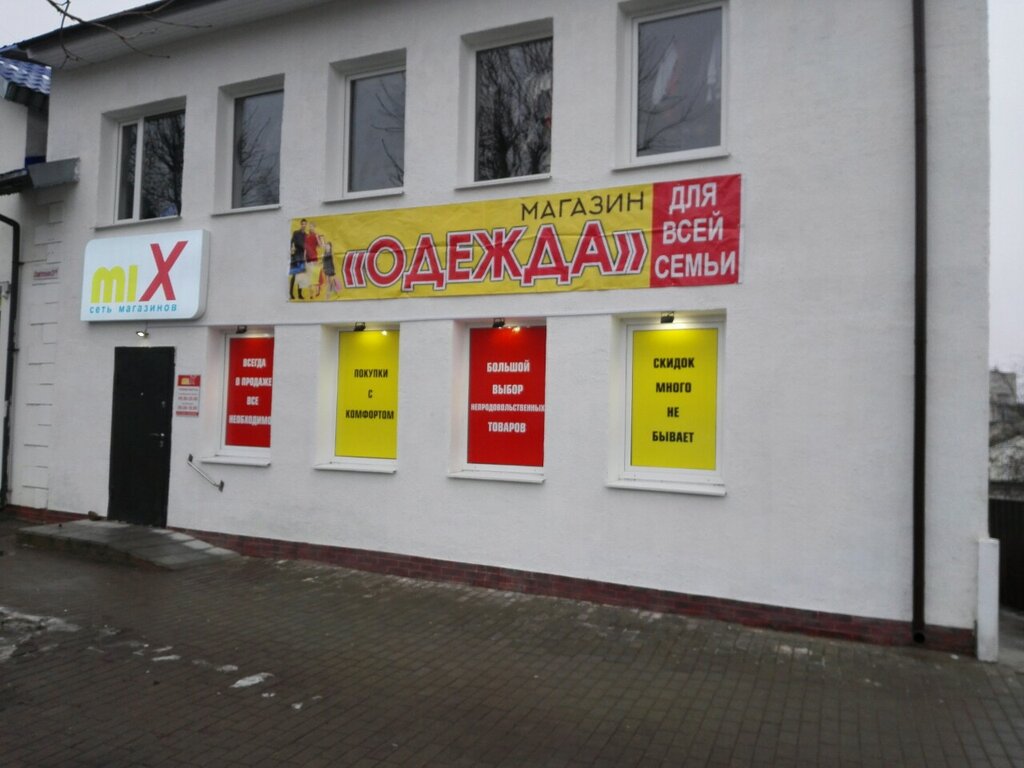 miX
сеть магазинов
МАГАЗИН
«ОДЕЖДА»
ДЛЯ
ВСЕЙ
СЕМЬИ
ВСЕГДА
В ПРОДАЖЕ
ВСЕ
НЕОБХОДИМО
ПОКУПКИ
С
КОМФОРТОМ
БОЛЬШОЙ
ВЫБОР
НЕПРОДОВОЛЬСТВЕННЫХ
ТОВАРОВ
СКИДОК
МНОГО
НЕ
БЫВАЕТ